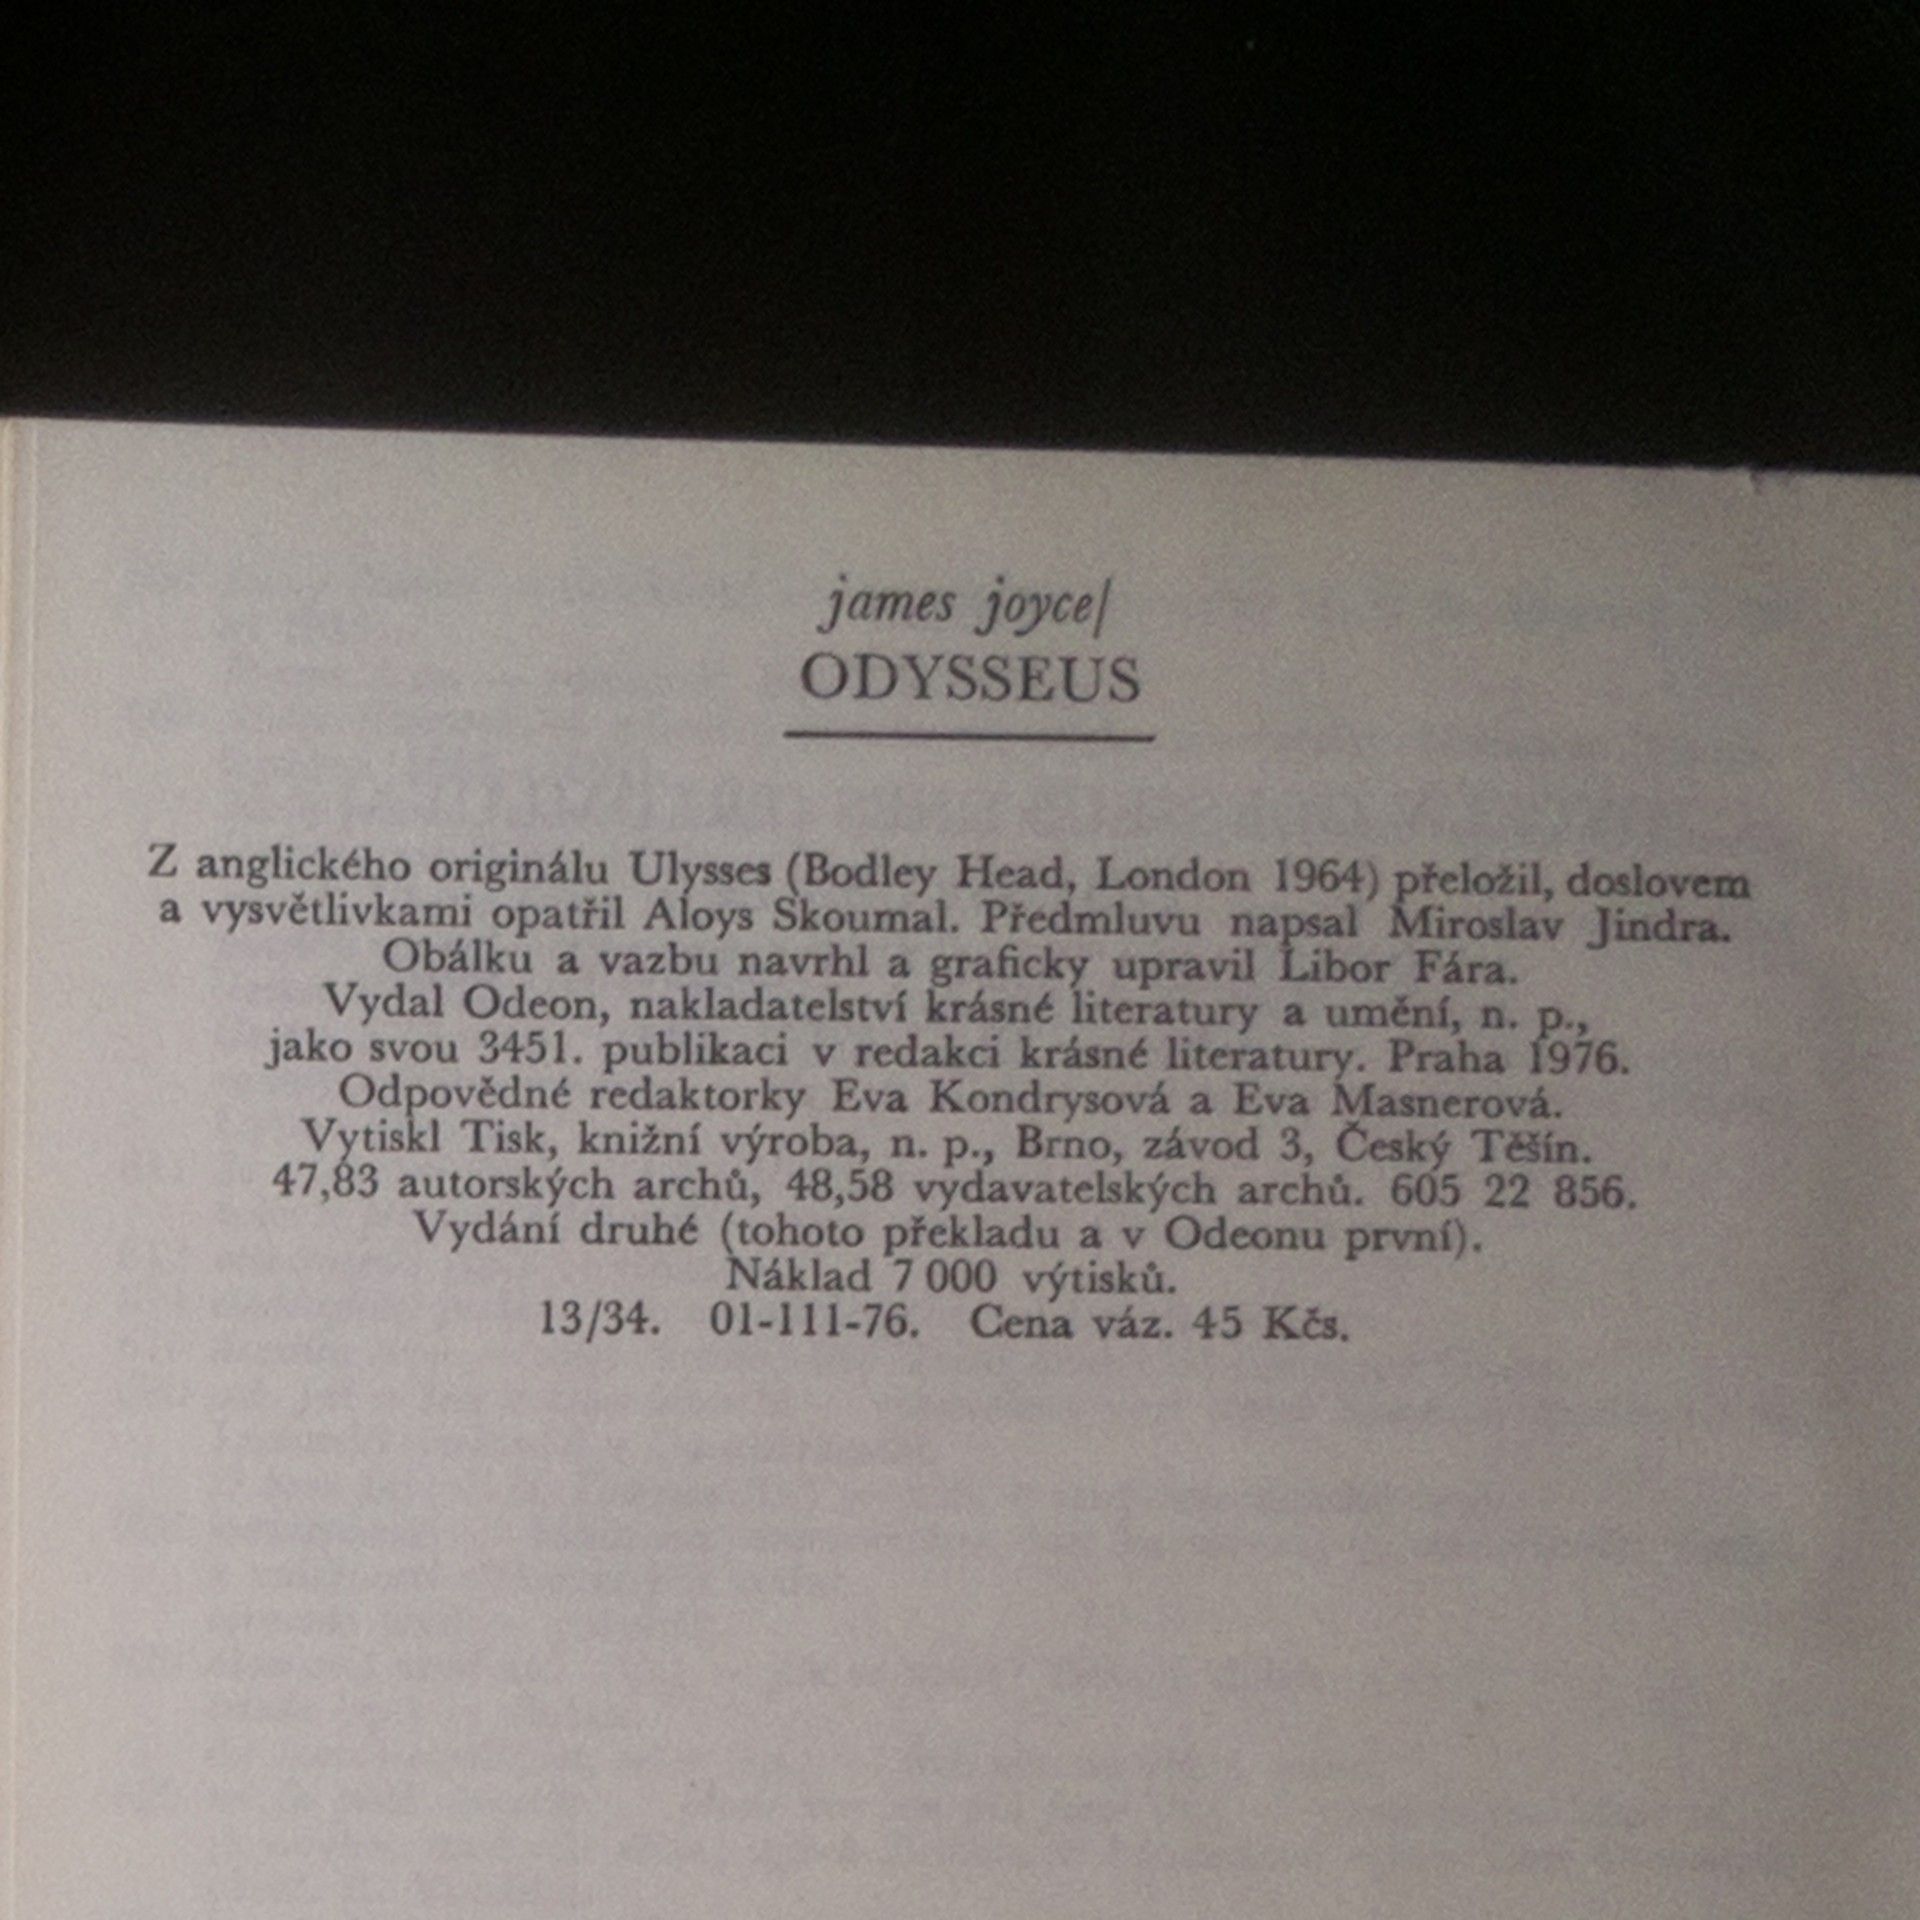 james joyce/
ODYSSEUS
Z anglického originálu Ulysses (Bodley Head, London 1964) přeložil, doslovem
a vysvětlivkami opatřil Aloys Skoumal. Předmluvu napsal Miroslav Jindra.
Obálku a vazbu navrhl a graficky upravil Libor Fára.
Vydal Odeon, nakladatelství krásné literatury a umění, n. p.,
jako svou 3451. publikaci v redakci krásné literatury. Praha 1976.
Odpovědné redaktorky Eva Kondrysová a Eva Masnerová.
Vytiskl Tisk, knižní výroba, n. p., Brno, závod 3, Český Těšín.
47,83 autorských archů, 48,58 vydavatelských archů. 605 22 856.
Vydání druhé (tohoto překladu a v Odeonu první).
Náklad 7 000 výtisků.
13/34. 01-111-76. Cena váz. 45 Kčs.